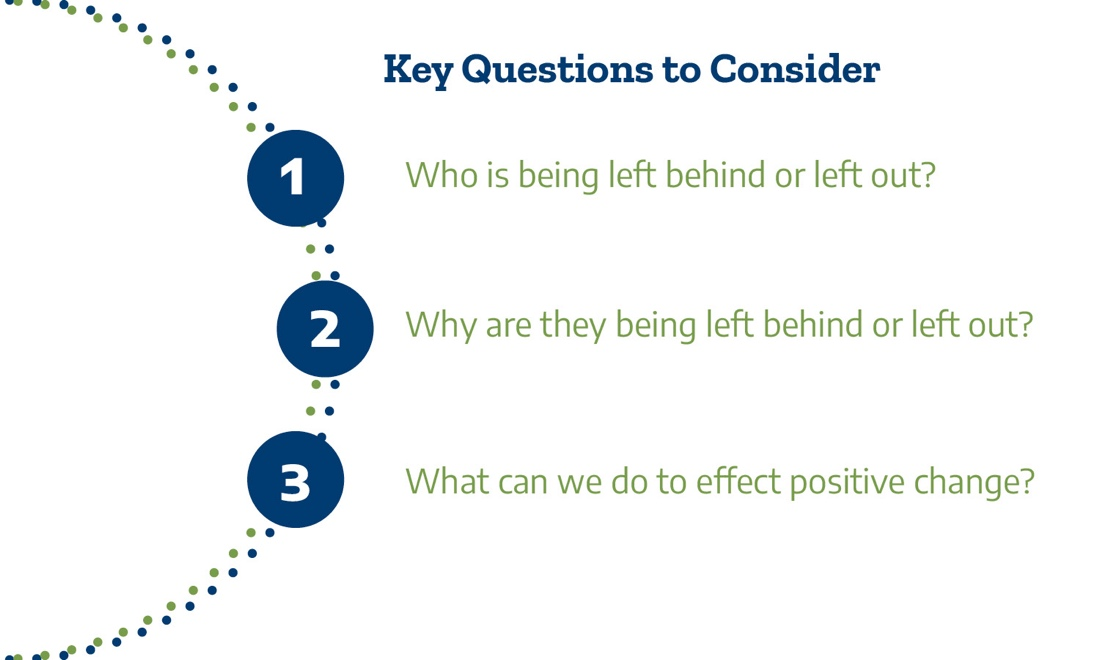 Key Questions to Consider
1
Who is being left behind or left out?
2
Why are they being left behind or left out?
3
What can we do to effect positive change?